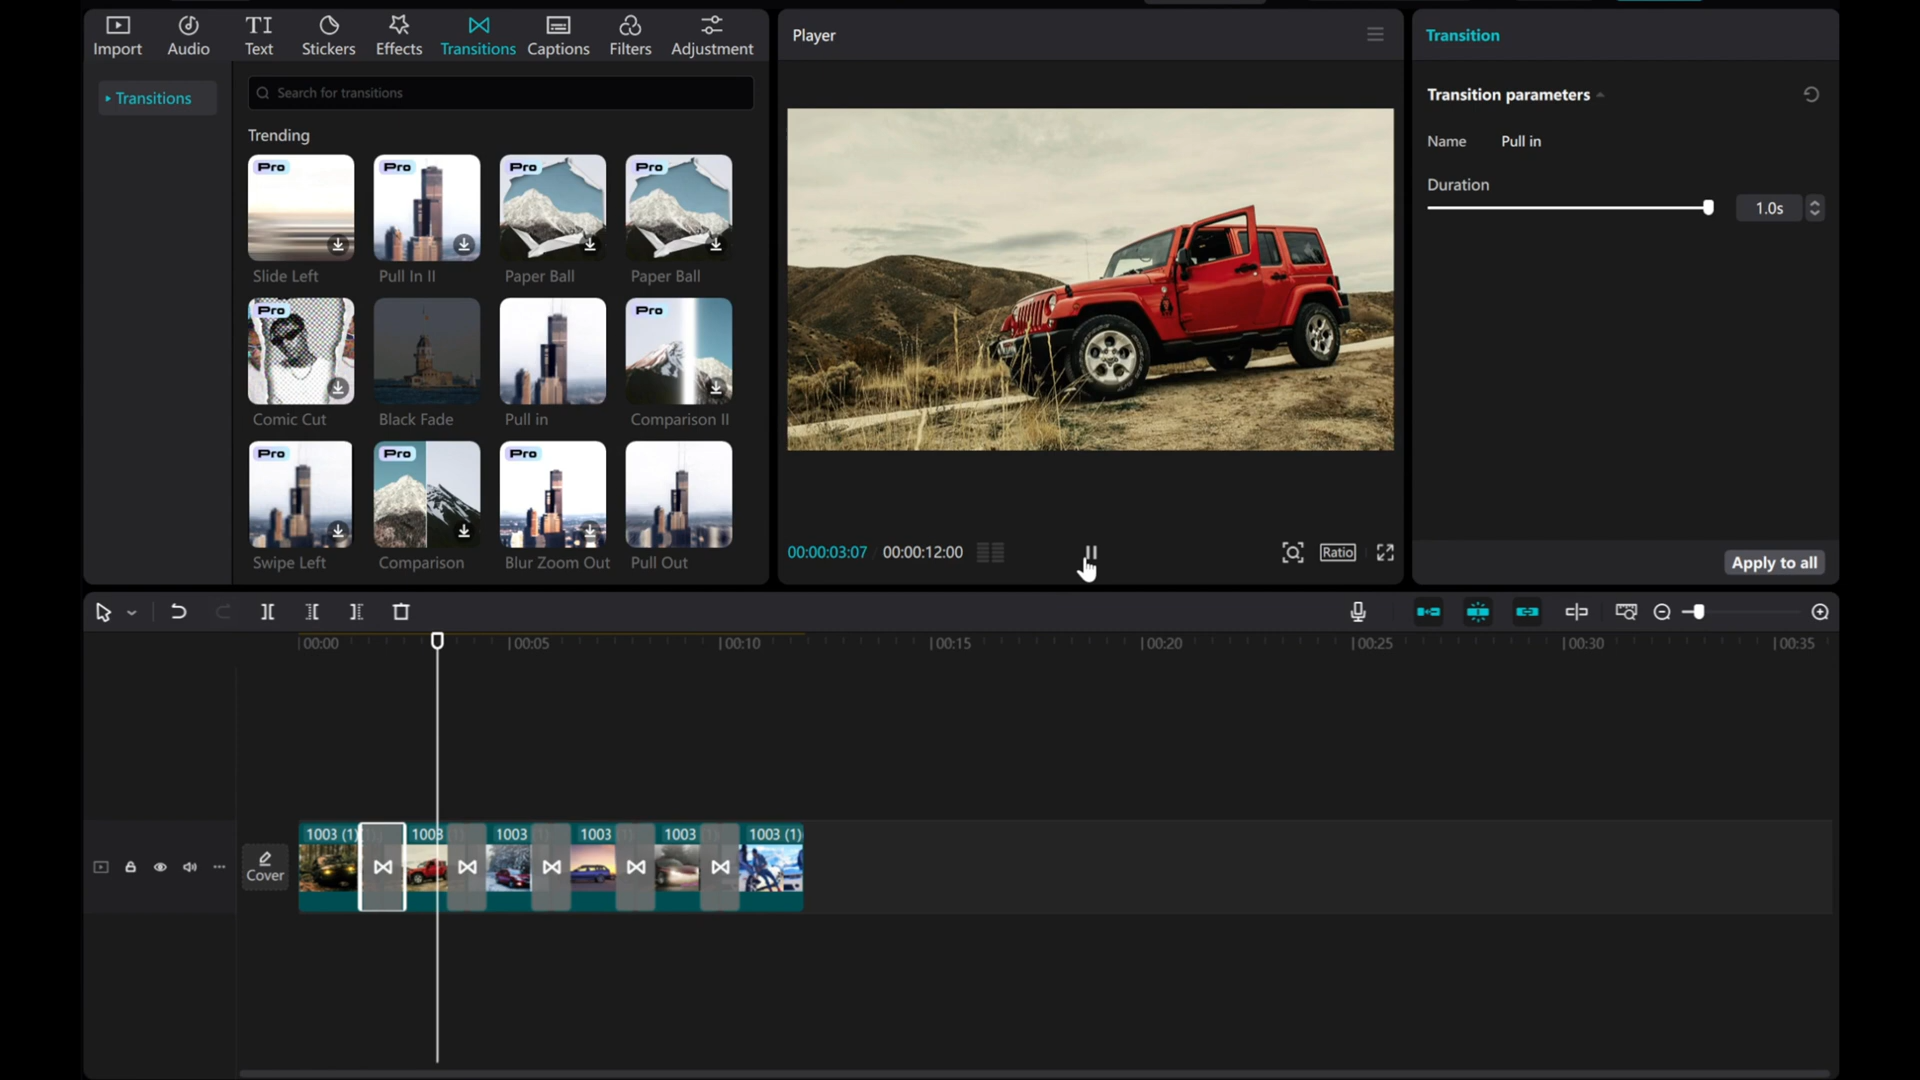 Import
Audio
Text
Stickers
Effects
Transitions
Captions
Filters
Adjustment
Transitions
Search for transitions
Trending
Pro
Pro
Pro
Pro
Slide Left
Pull In II
Paper Ball
Paper Ball
Pro
Pro
Comic Cut
Black Fade
Pull in
Comparison II
Pro
Pro
Pro
Swipe Left
Comparison
Blur Zoom Out
Pull Out
Player
00:00:03:07
00:00:12:00
Ratio
Transition
Transition parameters
Name
Pull in
Duration
1.0s
Apply to all
00:00
00:05
00:10
00:15
00:20
00:25
00:30
00:35
Cover
1003 (1)
1003
1003
1003
1003
1003 (1)